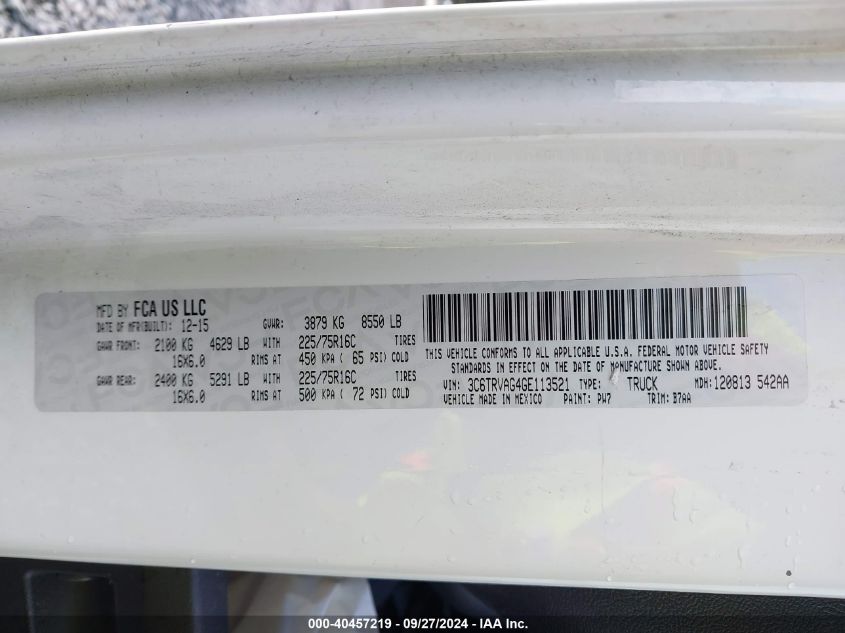 MFD BY FCA US LLC
DATE OF MFR(BUILT): 12-15 GVWR: 3879 KG 8550 LB
GAWR FRONT: 2100 KG 4629 LB WITH 225/75R16C TIRES
16X6.0 RIMS AT 450 KPA ( 65 PSI) COLD
GAWR REAR: 2400 KG 5291 LB WITH 225/75R16C TIRES
16X6.0 RIMS AT 500 KPA ( 72 PSI) COLD
THIS VEHICLE CONFORMS TO ALL APPLICABLE U.S.A. FEDERAL MOTOR VEHICLE SAFETY
STANDARDS IN EFFECT ON THE DATE OF MANUFACTURE SHOWN ABOVE.
VIN: 3C6TRVAG4GE113521 TYPE: TRUCK MDH: 120813 542AA
VEHICLE MADE IN MEXICO PAINT: PW7 TRIM: B7AA
000-40457219 - 09/27/2024 - IAA Inc.